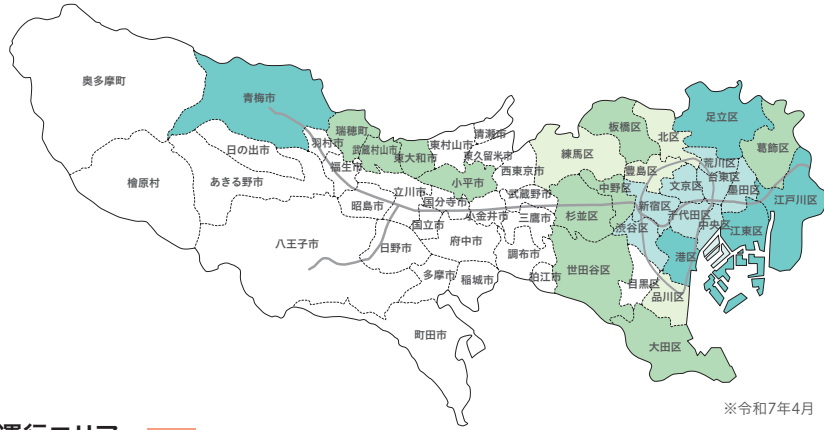 奥多摩町
青梅市
檜原村
日の出市
あきる野市
羽村市
瑞穂町
福生市
武蔵村山市
東大和市
東村山市
清瀬市
東久留米市
西東京市
小平市
立川市
国分寺市
昭島市
国立市
小金井市
武蔵野市
三鷹市
八王子市
日野市
府中市
調布市
狛江市
多摩市
稲城市
町田市
練馬区
板橋区
北区
足立区
葛飾区
豊島区
荒川区
中野区
文京区
台東区
墨田区
江戸川区
杉並区
新宿区
千代田区
渋谷区
中央区
江東区
港区
世田谷区
目黒区
品川区
大田区
※令和7年4月
運行エリア